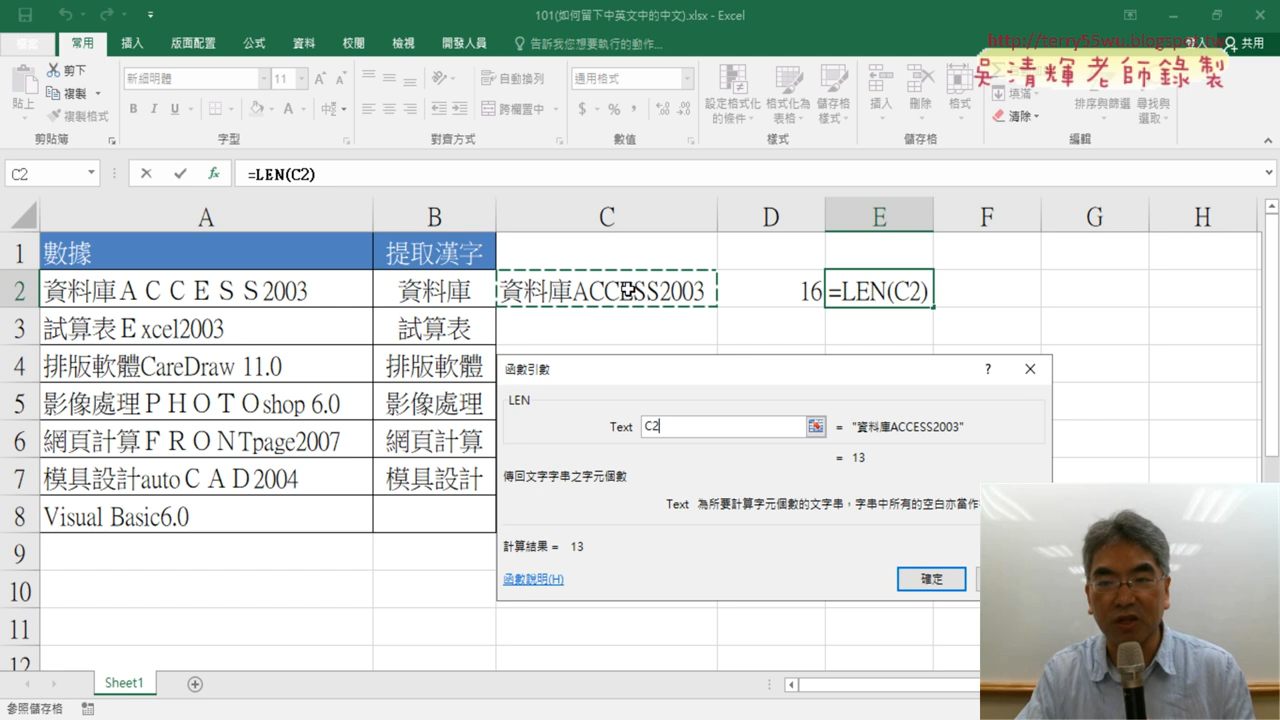 101(如何留下中英文中的中文).xlsx - Excel
http://terry55wu.blogspot.tw
吳清輝老師錄製
檔案 常用 插入 版面配置 公式 資料 校閱 檢視 開發人員 告訴我您想要執行的動作... 登入 共用
貼上 剪下 複製 複製格式 剪貼簿
新細明體 11 B I U A 字型
自動換列 跨欄置中 對齊方式
通用格式 $ % , 數值
設定格式化的條件 格式化為表格 儲存格樣式 樣式
插入 刪除 格式 儲存格
填滿 清除 排序與篩選 尋找與選取 編輯
C2 fx =LEN(C2)
A B C D E F G H
1 數據 提取漢字
2 資料庫ＡＣＣＥＳＳ2003 資料庫 資料庫ACCESS2003 16 =LEN(C2)
3 試算表Ｅxcel2003 試算表
4 排版軟體CareDraw 11.0 排版軟體
5 影像處理ＰＨＯＴＯshop 6.0 影像處理
6 網頁計算ＦＲＯＮＴpage2007 網頁計算
7 模具設計autoＣＡＤ2004 模具設計
8 Visual Basic6.0
9
10
11
12
函數引數 ?
LEN
Text C2 = "資料庫ACCESS2003"
= 13
傳回文字字串之字元個數
Text 為所要計算字元個數的文字串，字串中所有的空白亦當作
計算結果 = 13
函數說明(H) 確定
Sheet1
參照儲存格